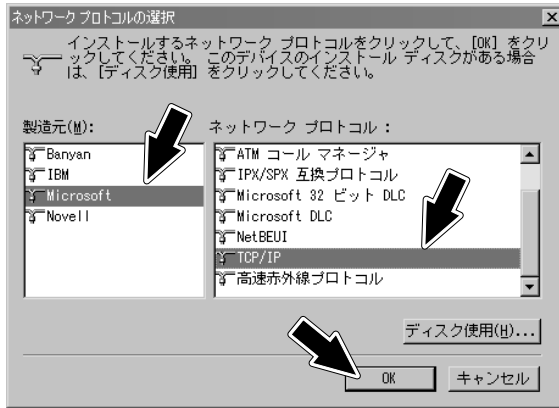 ネットワーク プロトコルの選択
インストールするネットワーク プロトコルをクリックして、[OK] をクリ
ックしてください。 このデバイスのインストール ディスクがある場合
は、[ディスク使用] をクリックしてください。
製造元(M):
ネットワーク プロトコル :
Banyan
IBM
Microsoft
Novell
ATM コール マネージャ
IPX/SPX 互換プロトコル
Microsoft 32 ビット DLC
Microsoft DLC
NetBEUI
TCP/IP
高速赤外線プロトコル
ディスク使用(H)...
OK
キャンセル